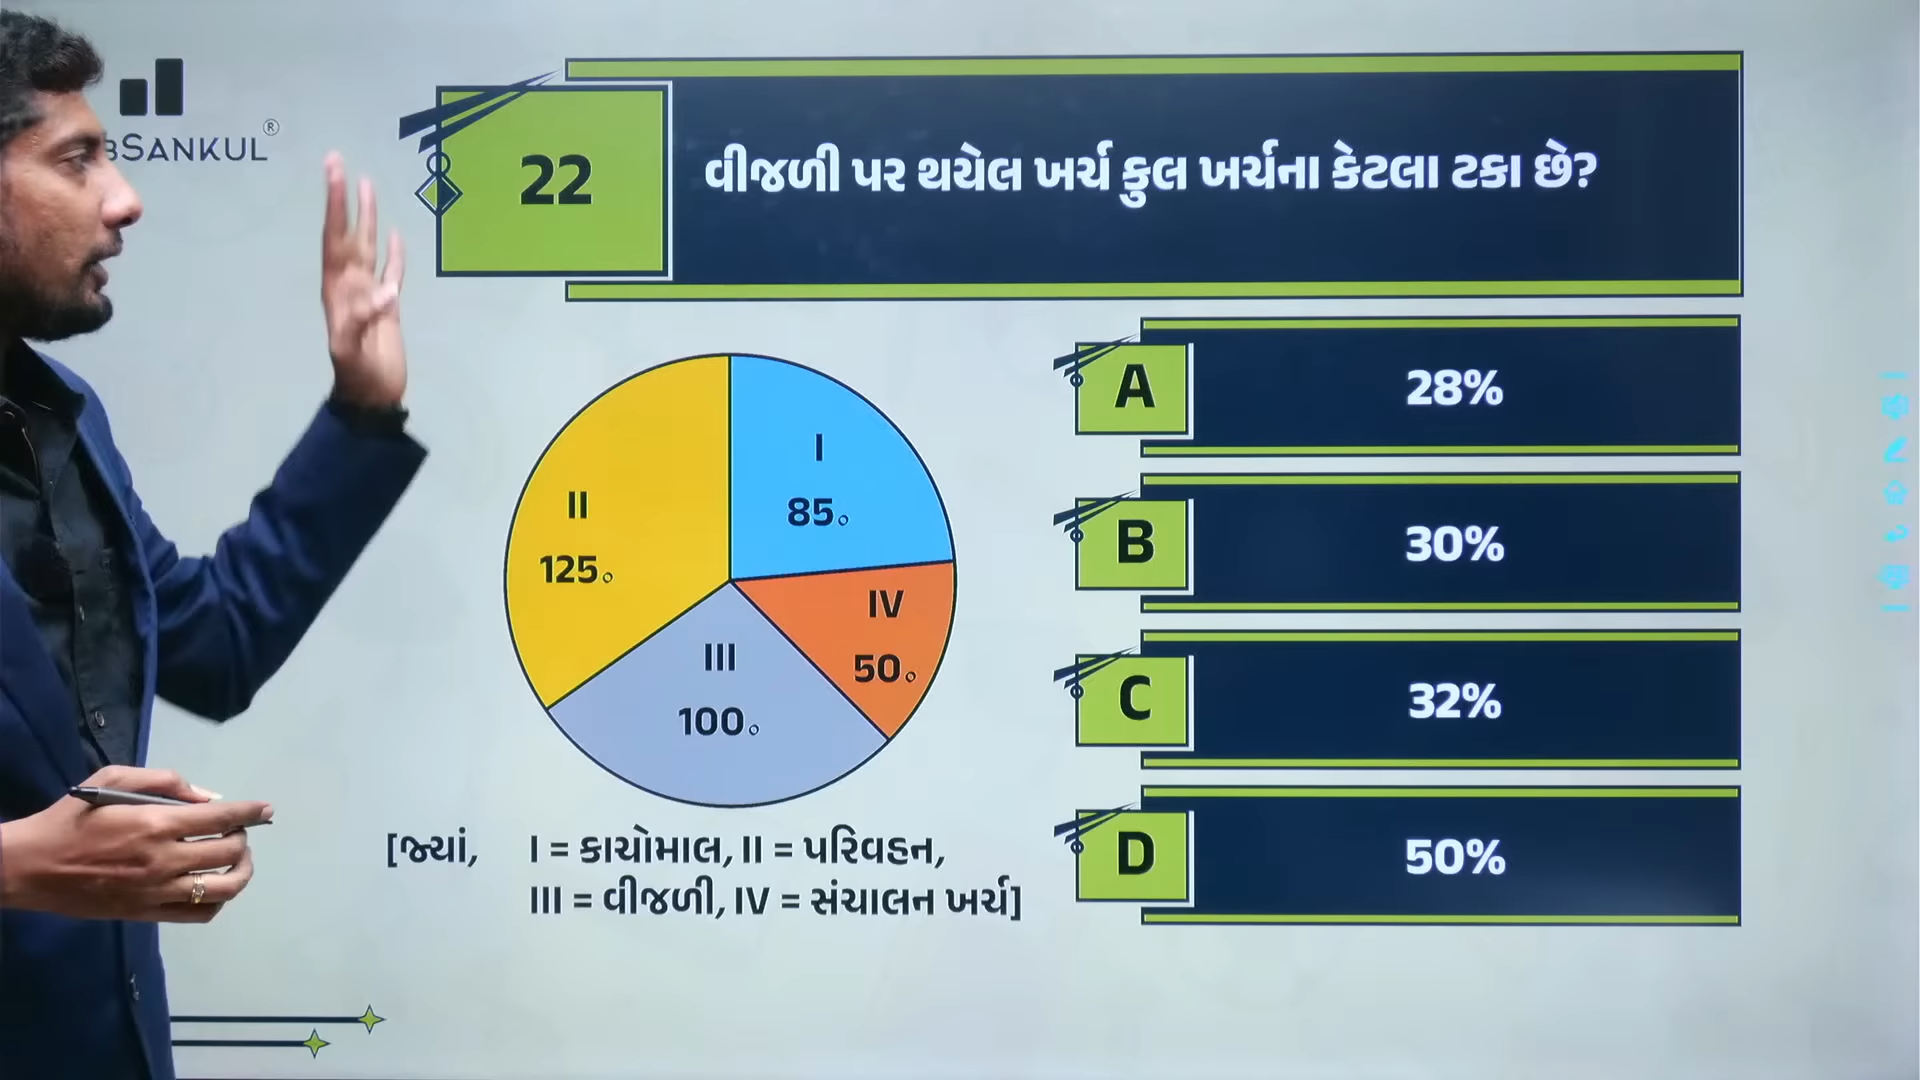 SANKUL®
22
વીજળી પર થયેલ ખર્ચ કુલ ખર્ચના કેટલા ટકા છે?
A 28%
B 30%
C 32%
D 50%
I
85°
II
125°
III
100°
IV
50°
[જ્યાં, I = કાચોમાલ, II = પરિવહન,
III = વીજળી, IV = સંચાલન ખર્ચ]